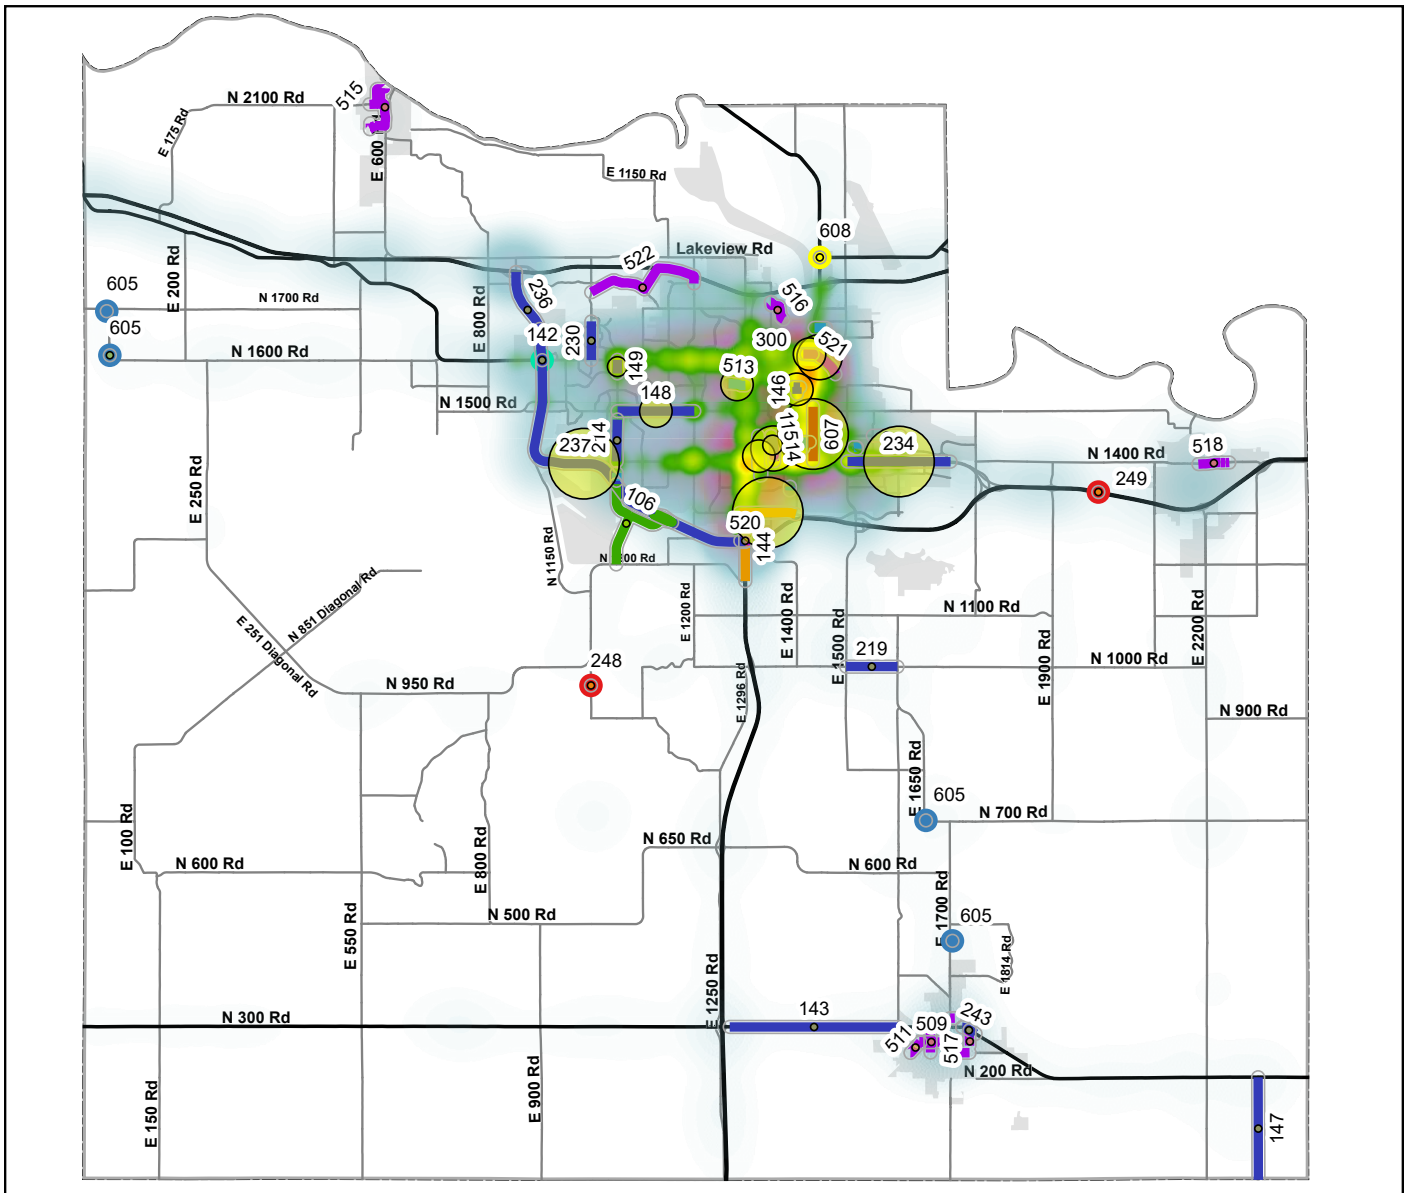 515
N 2100 Rd
E 175 Rd
E 600
E 1150 Rd
608
Lakeview Rd
522
605
E 200 Rd
N 1700 Rd
E 800 Rd
236
516
605
142
230
300
521
N 1600 Rd
149
513
146
N 1500 Rd
148
214
237
115
14
607
234
N 1400 Rd
518
249
E 250 Rd
106
520
144
N 1150 Rd
00 Rd
N 851 Diagonal Rd
E 251 Diagonal Rd
E 1200 Rd
E 1400 Rd
E 1500 Rd
N 1100 Rd
E 1900 Rd
E 2200 Rd
248
219
N 1000 Rd
N 950 Rd
E 1296 Rd
N 900 Rd
E 1650 Rd
605
N 700 Rd
E 100 Rd
N 650 Rd
N 600 Rd
E 800 Rd
N 600 Rd
E 1700 Rd
N 500 Rd
605
E 550 Rd
E 1814 Rd
E 1250 Rd
N 300 Rd
143
511
509
517
243
N 200 Rd
E 150 Rd
E 900 Rd
147